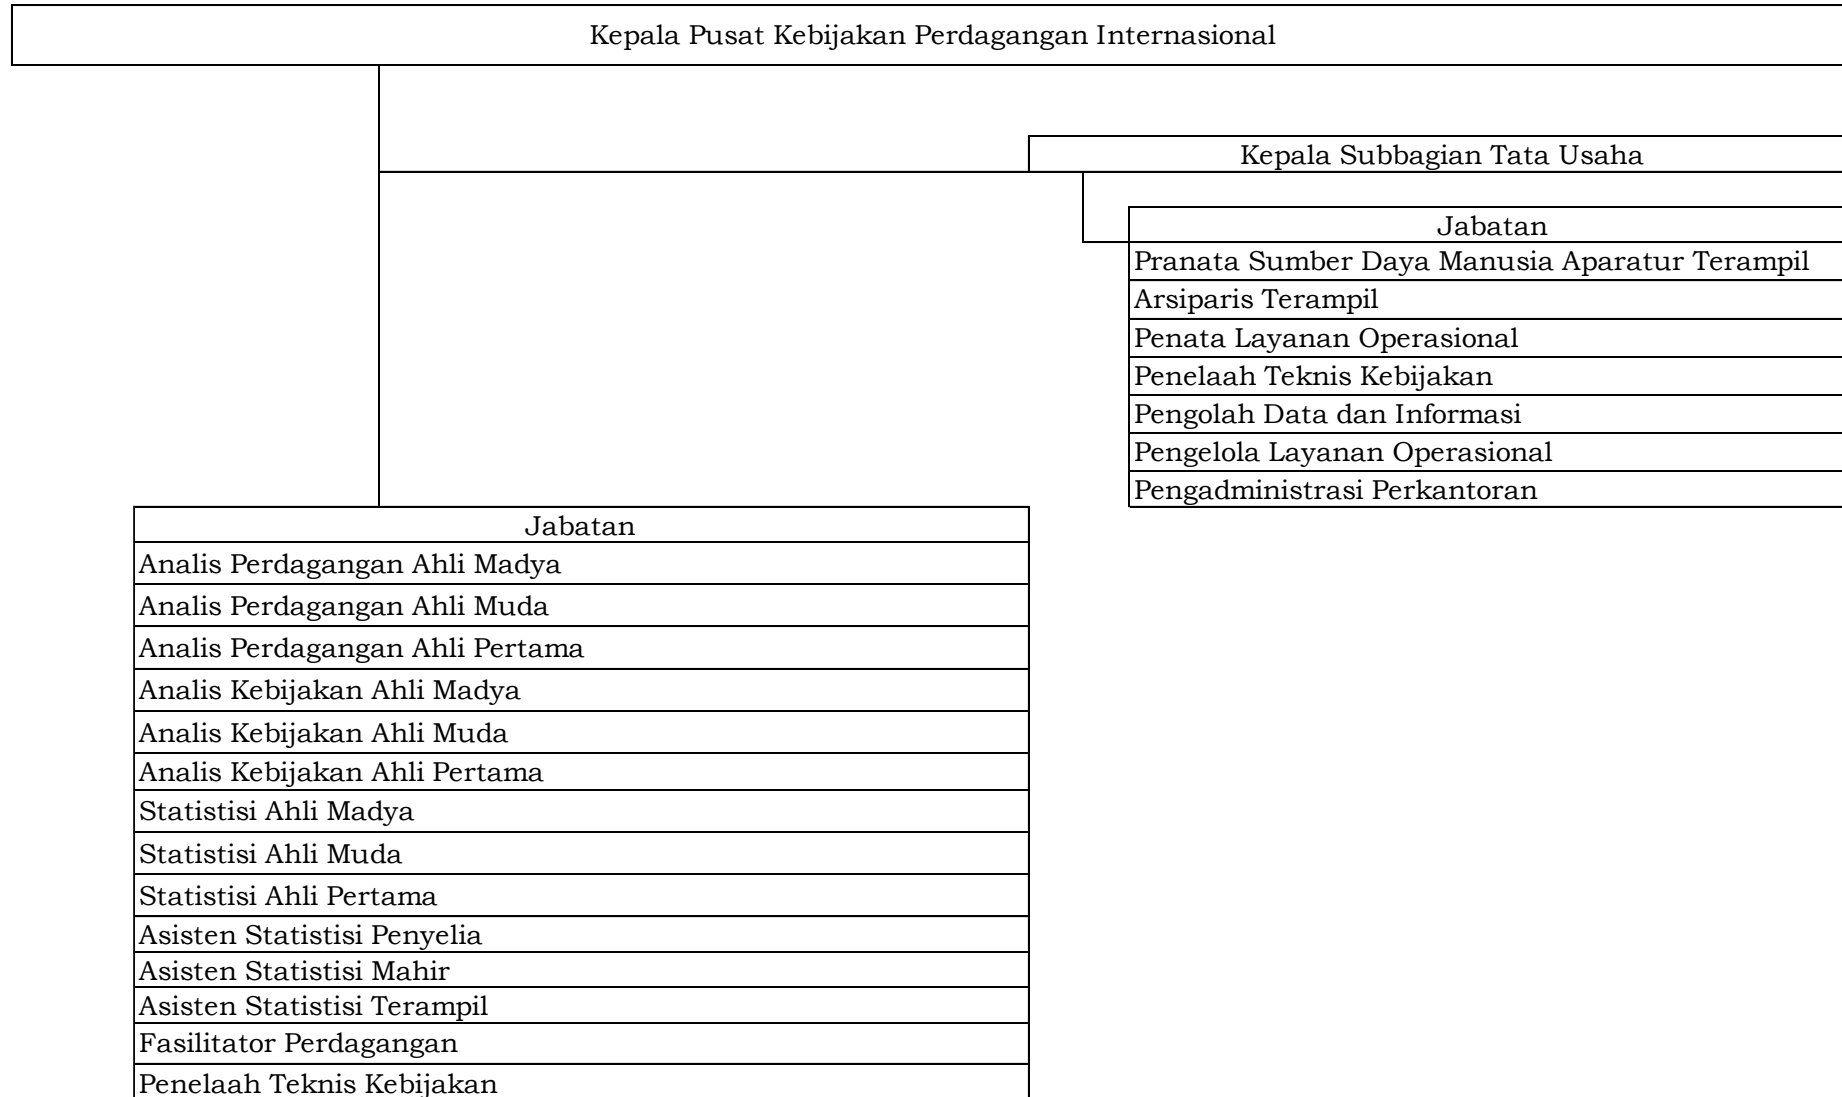 Kepala Pusat Kebijakan Perdagangan Internasional
Kepala Subbagian Tata Usaha
Jabatan
Pranata Sumber Daya Manusia Aparatur Terampil
Arsiparis Terampil
Penata Layanan Operasional
Penelaah Teknis Kebijakan
Pengolah Data dan Informasi
Pengelola Layanan Operasional
Pengadministrasi Perkantoran
Jabatan
Analis Perdagangan Ahli Madya
Analis Perdagangan Ahli Muda
Analis Perdagangan Ahli Pertama
Analis Kebijakan Ahli Madya
Analis Kebijakan Ahli Muda
Analis Kebijakan Ahli Pertama
Statistisi Ahli Madya
Statistisi Ahli Muda
Statistisi Ahli Pertama
Asisten Statistisi Penyelia
Asisten Statistisi Mahir
Asisten Statistisi Terampil
Fasilitator Perdagangan
Penelaah Teknis Kebijakan